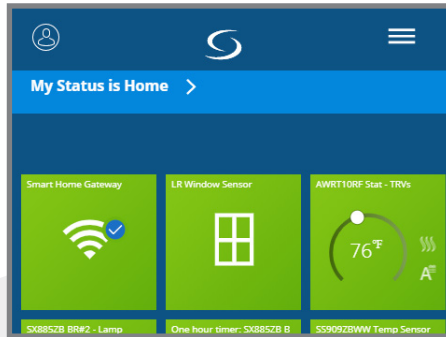 My Status is Home >
Smart Home Gateway
LR Window Sensor
AWRT10RF Stat - TRVs
76°F
A
SX885ZB BR#2 - Lamp
One hour timer: SX885ZB B
SS909ZBWW Temp Sensor